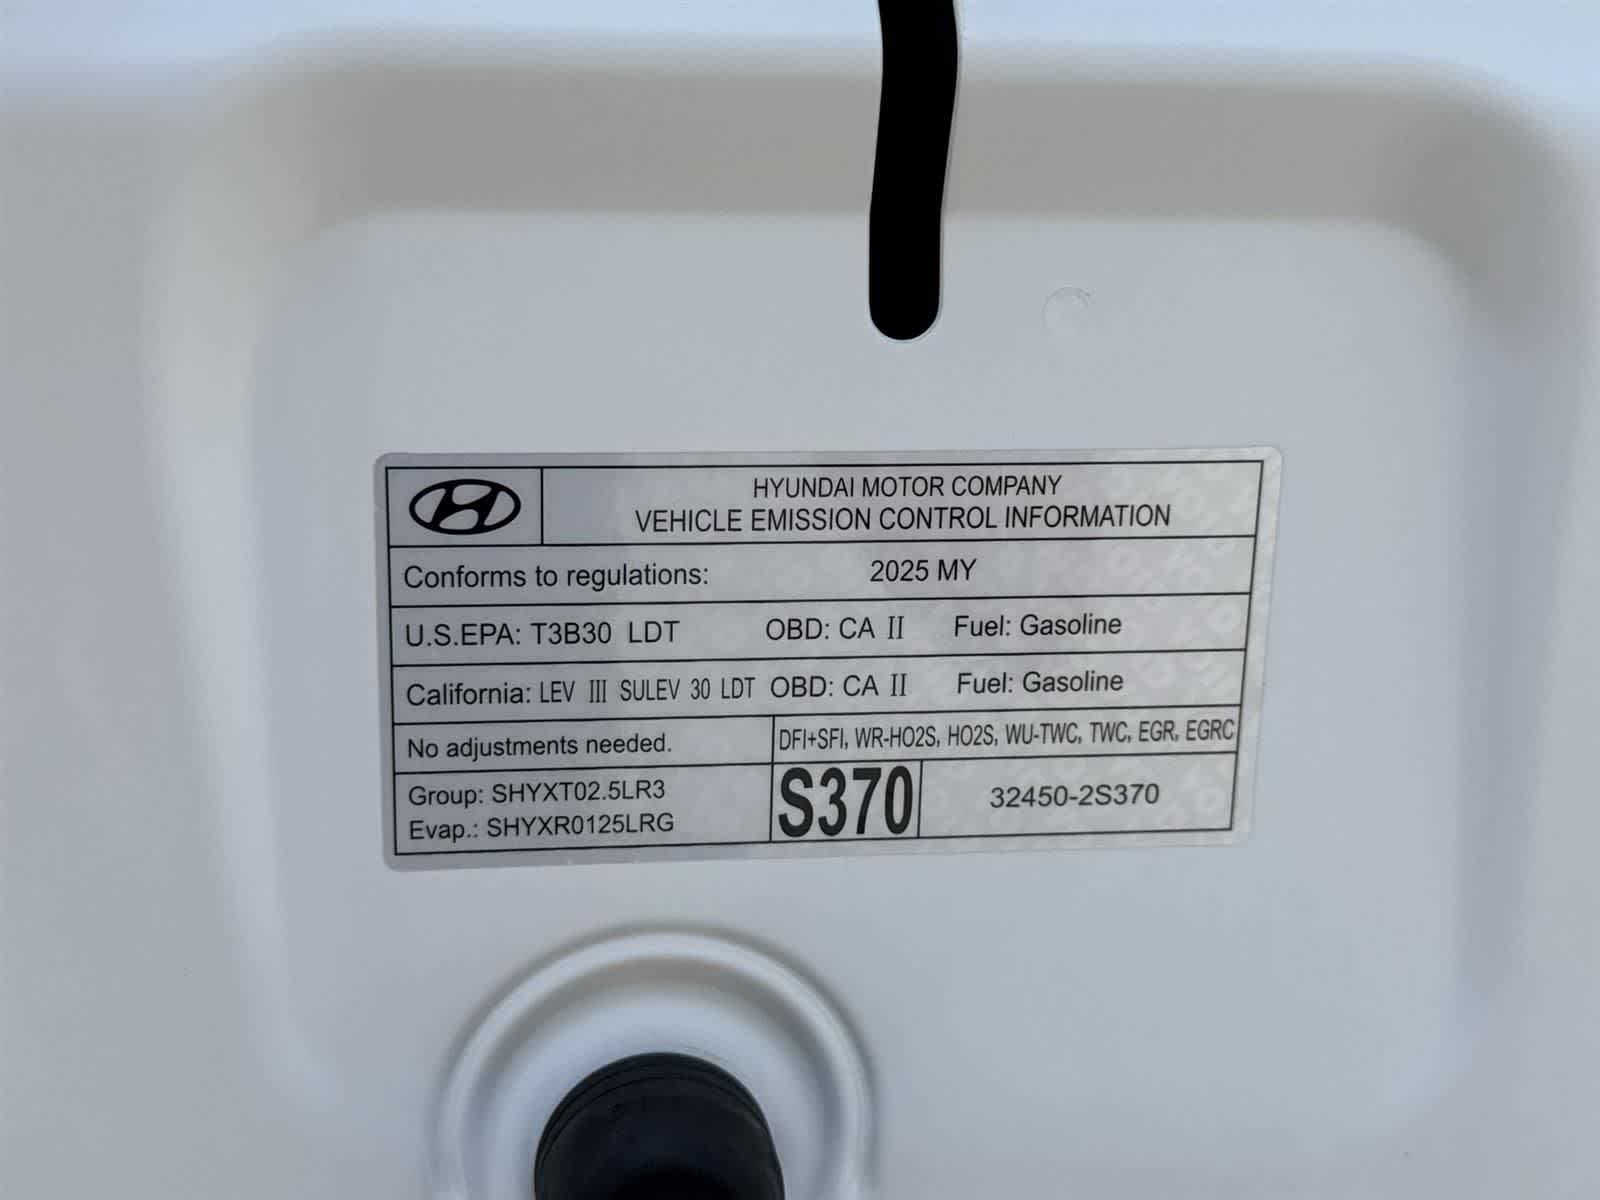 HYUNDAI MOTOR COMPANY
VEHICLE EMISSION CONTROL INFORMATION
Conforms to regulations: 2025 MY
U.S.EPA: T3B30 LDT OBD: CA II Fuel: Gasoline
California: LEV III SULEV 30 LDT OBD: CA II Fuel: Gasoline
No adjustments needed. DFI+SFI, WR-HO2S, HO2S, WU-TWC, TWC, EGR, EGRC
Group: SHYXT02.5LR3
Evap.: SHYXR0125LRG
S370
32450-2S370